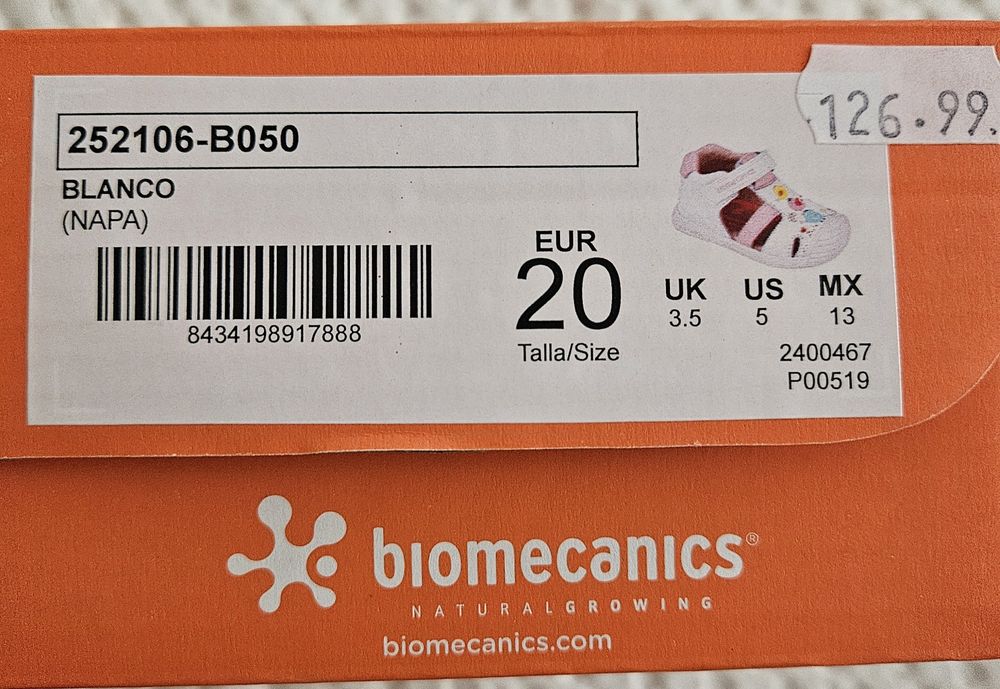 126.99.
252106-B050
BLANCO
(NAPA)
8434198917888
EUR
20
Talla/Size
UK US MX
3.5 5 13
2400467
P00519
biomecanics®
NATURALGROWING
biomecanics.com